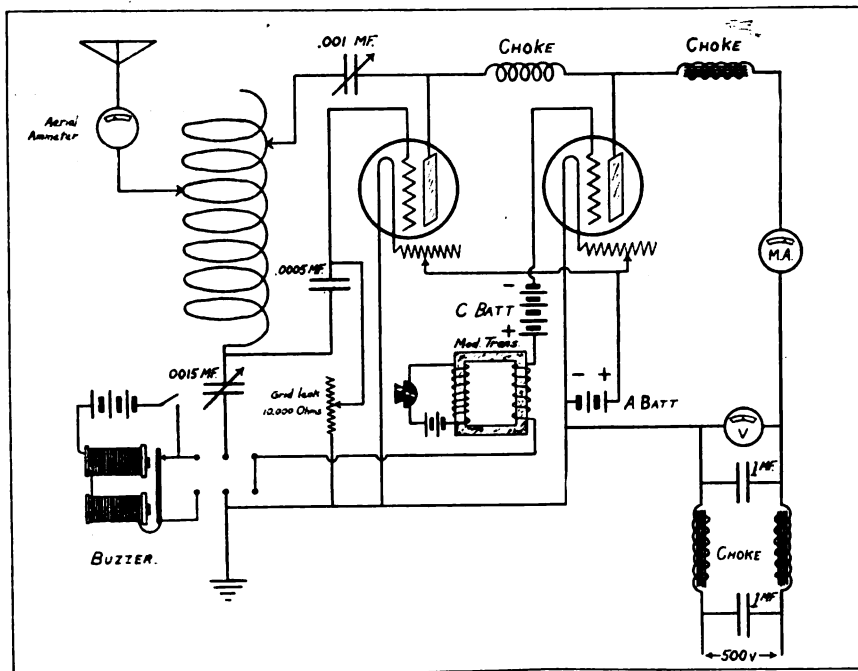 .001 MF.
CHOKE
CHOKE
Aerial
Ammeter
M.A.
.0005 MF.
-
C BATT
+
Mod. Trans.
.0015 MF.
Grid leak
10.000 Ohms
- +
A BATT
V
1 MF.
BUZZER.
CHOKE
1 MF.
500 v